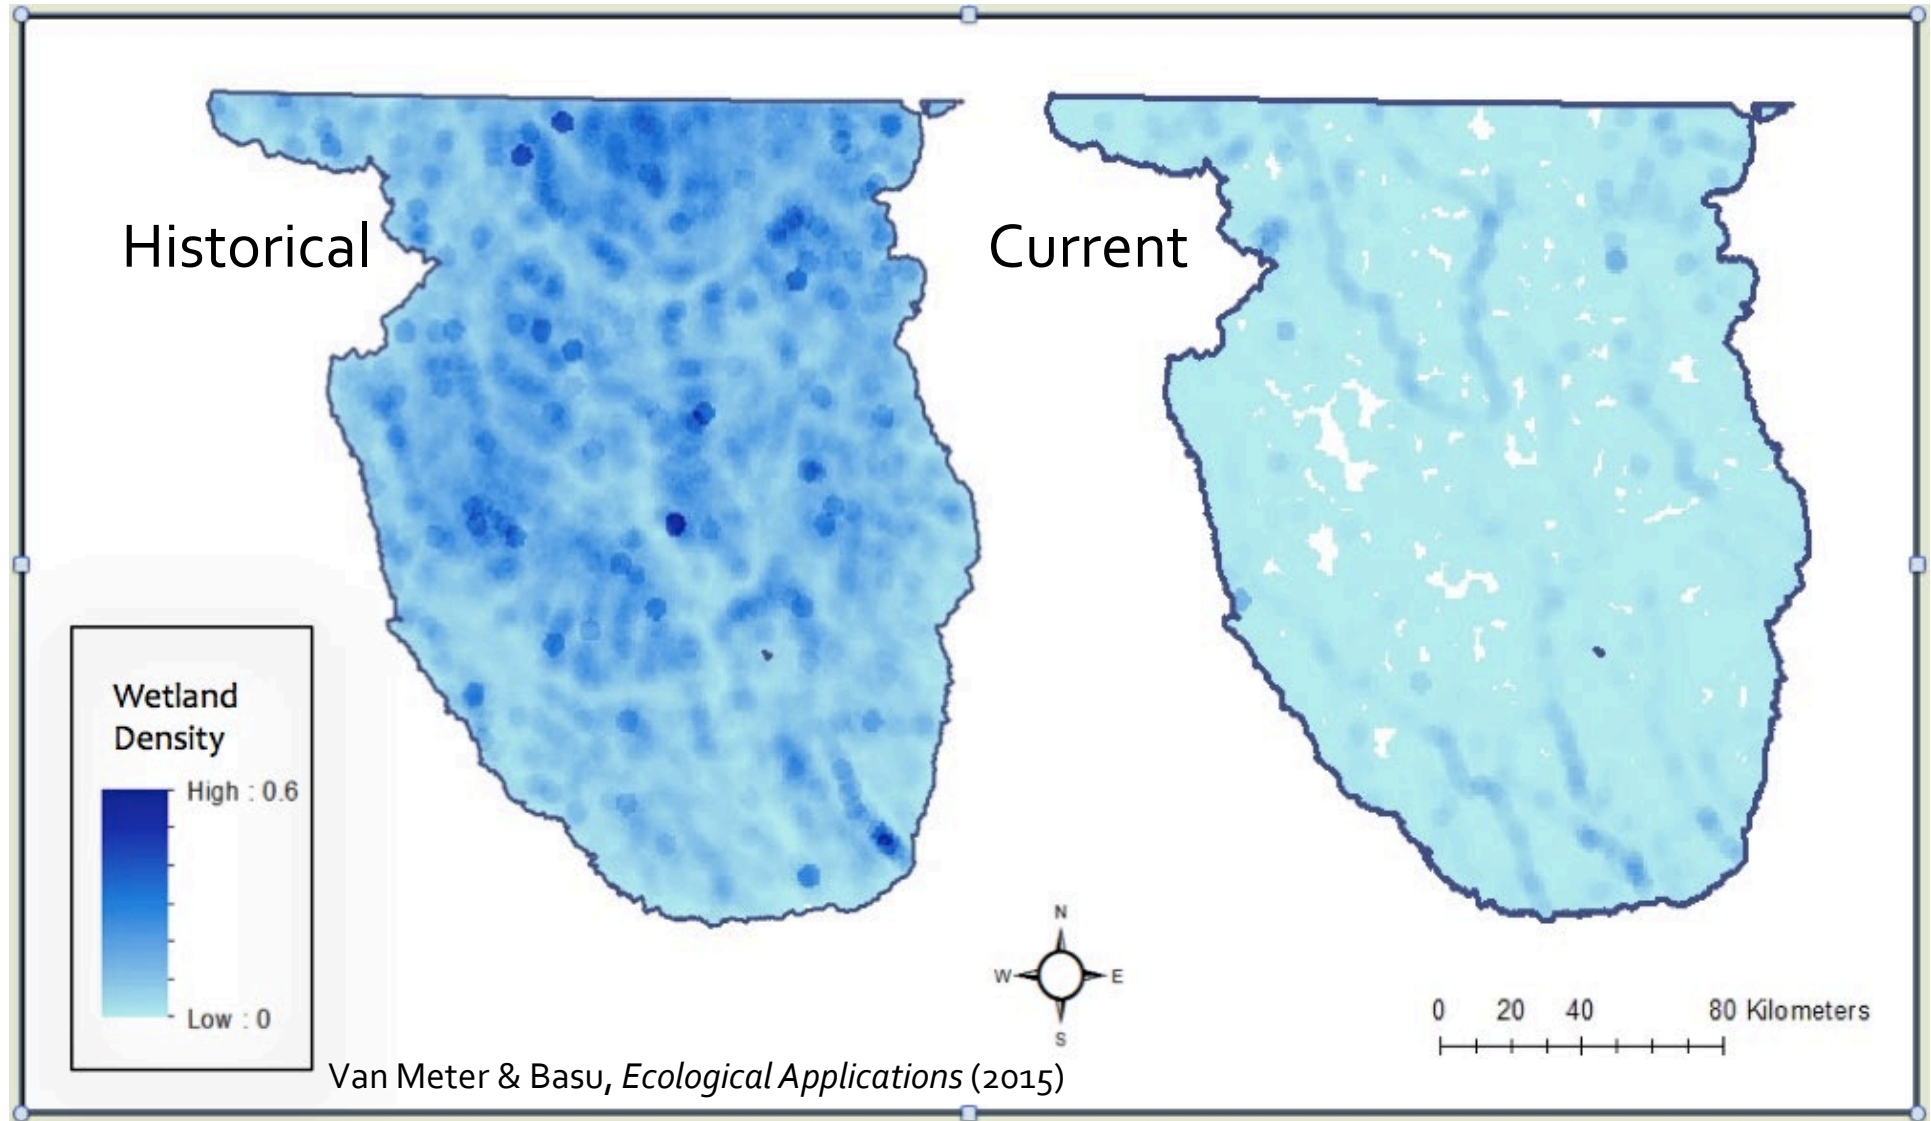 Historical
Current
Wetland
Density
High : 0.6
Low : 0
N
W E
S
0 20 40 80 Kilometers
Van Meter & Basu, Ecological Applications (2015)